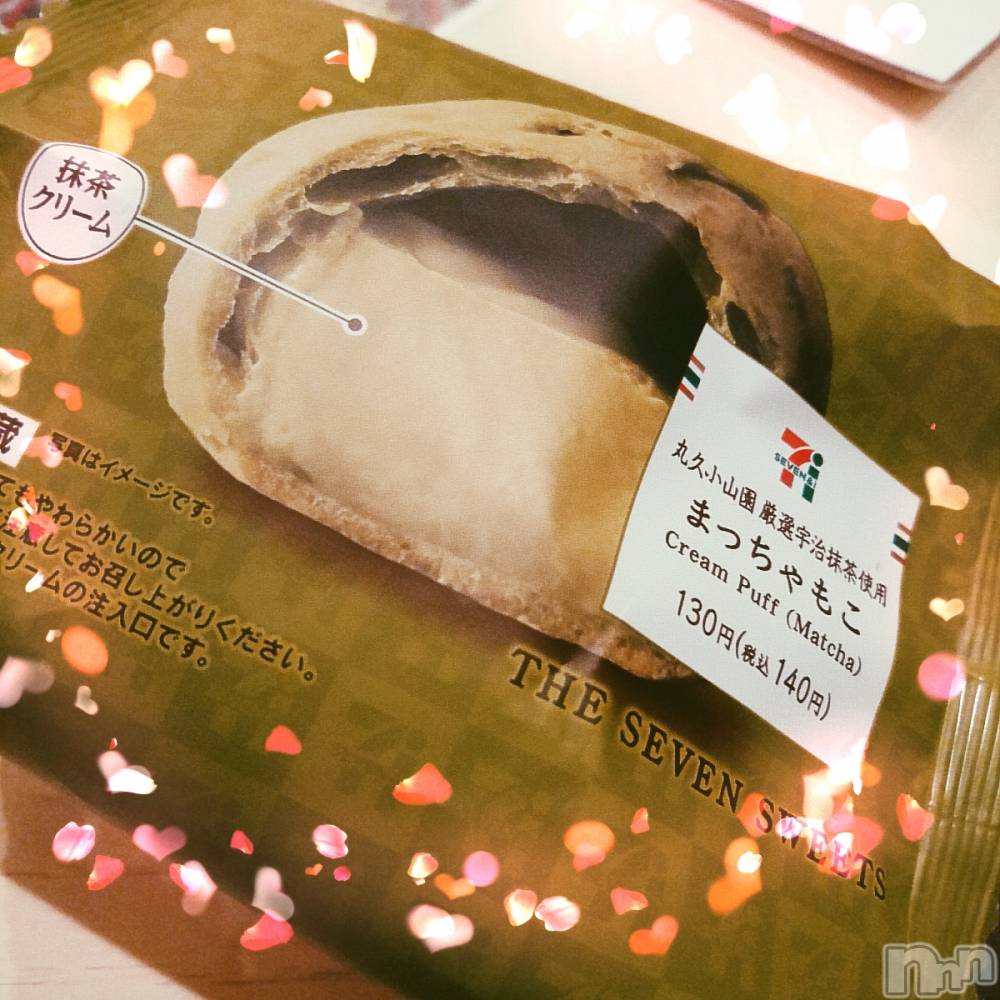 抹茶
クリーム
蔵
写真はイメージです。
てもやわらかいので
注意してお召し上がりください。
クリームの注入口です。
SEVEN&i
丸久小山園 厳選宇治抹茶使用
まっちゃもこ
Cream Puff (Matcha)
130円(税込140円)
THE SEVEN SWEETS
nnn